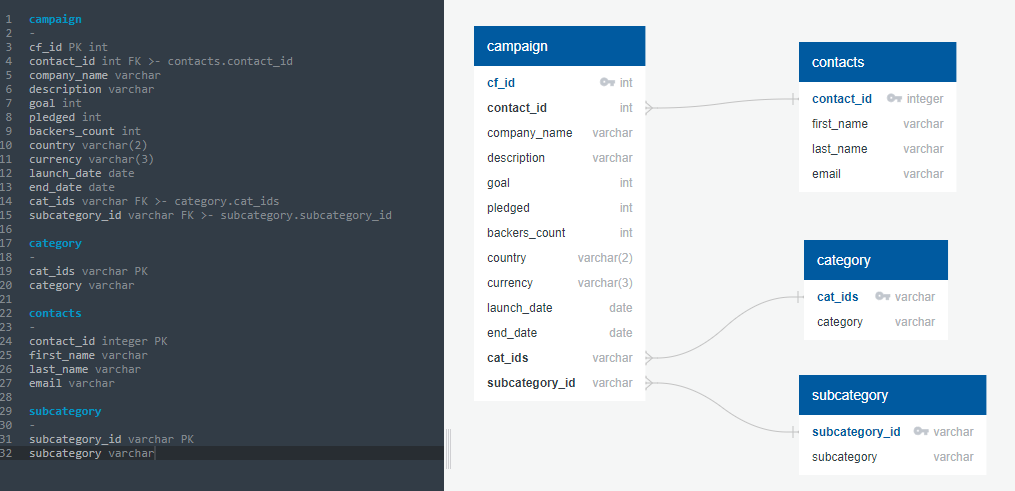 1 campaign
2 -
3 cf_id PK int
4 contact_id int FK >- contacts.contact_id
5 company_name varchar
6 description varchar
7 goal int
8 pledged int
9 backers_count int
10 country varchar(2)
11 currency varchar(3)
12 launch_date date
13 end_date date
14 cat_ids varchar FK >- category.cat_ids
15 subcategory_id varchar FK >- subcategory.subcategory_id
16
17 category
18 -
19 cat_ids varchar PK
20 category varchar
21
22 contacts
23 -
24 contact_id integer PK
25 first_name varchar
26 last_name varchar
27 email varchar
28
29 subcategory
30 -
31 subcategory_id varchar PK
32 subcategory varchar
campaign
cf_id int
contact_id int
company_name varchar
description varchar
goal int
pledged int
backers_count int
country varchar(2)
currency varchar(3)
launch_date date
end_date date
cat_ids varchar
subcategory_id varchar
contacts
contact_id integer
first_name varchar
last_name varchar
email varchar
category
cat_ids varchar
category varchar
subcategory
subcategory_id varchar
subcategory varchar